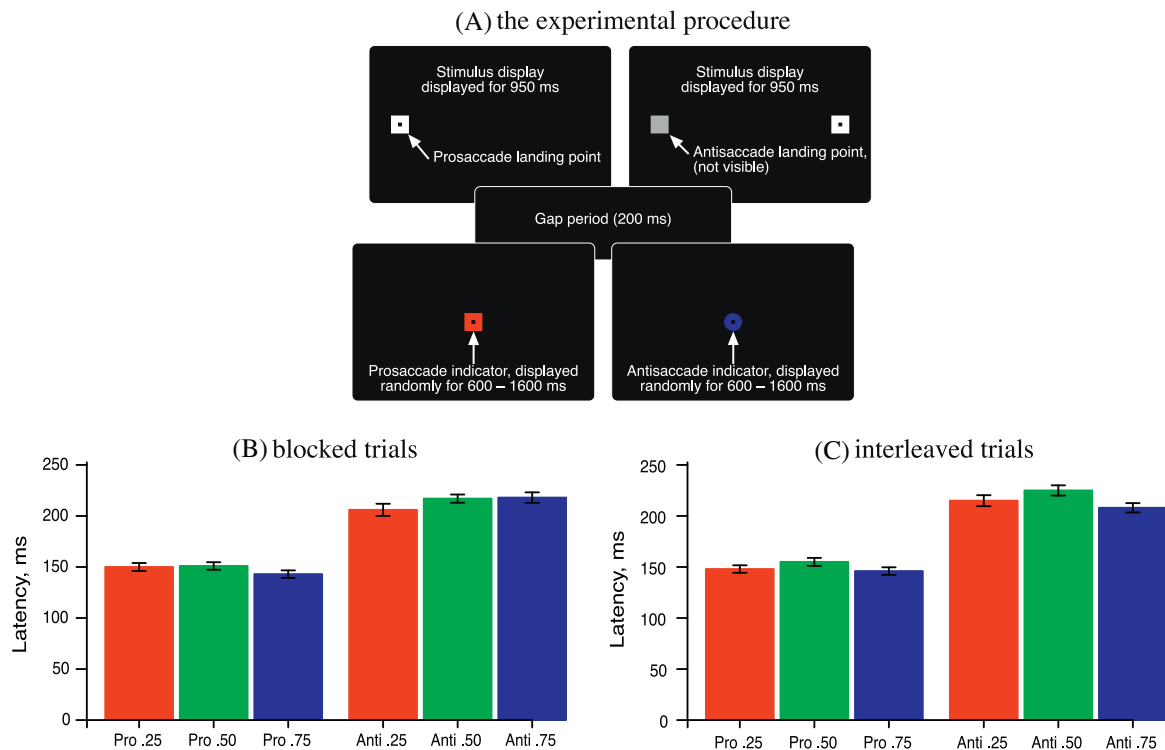 (A) the experimental procedure
Stimulus display
displayed for 950 ms
Prosaccade landing point
Stimulus display
displayed for 950 ms
Antisaccade landing point,
(not visible)
Gap period (200 ms)
Prosaccade indicator, displayed
randomly for 600 – 1600 ms
Antisaccade indicator, displayed
randomly for 600 – 1600 ms
(B) blocked trials
Latency, ms
250
200
150
100
50
0
Pro .25 Pro .50 Pro .75 Anti .25 Anti .50 Anti .75
(C) interleaved trials
Latency, ms
250
200
150
100
50
0
Pro .25 Pro .50 Pro .75 Anti .25 Anti .50 Anti .75